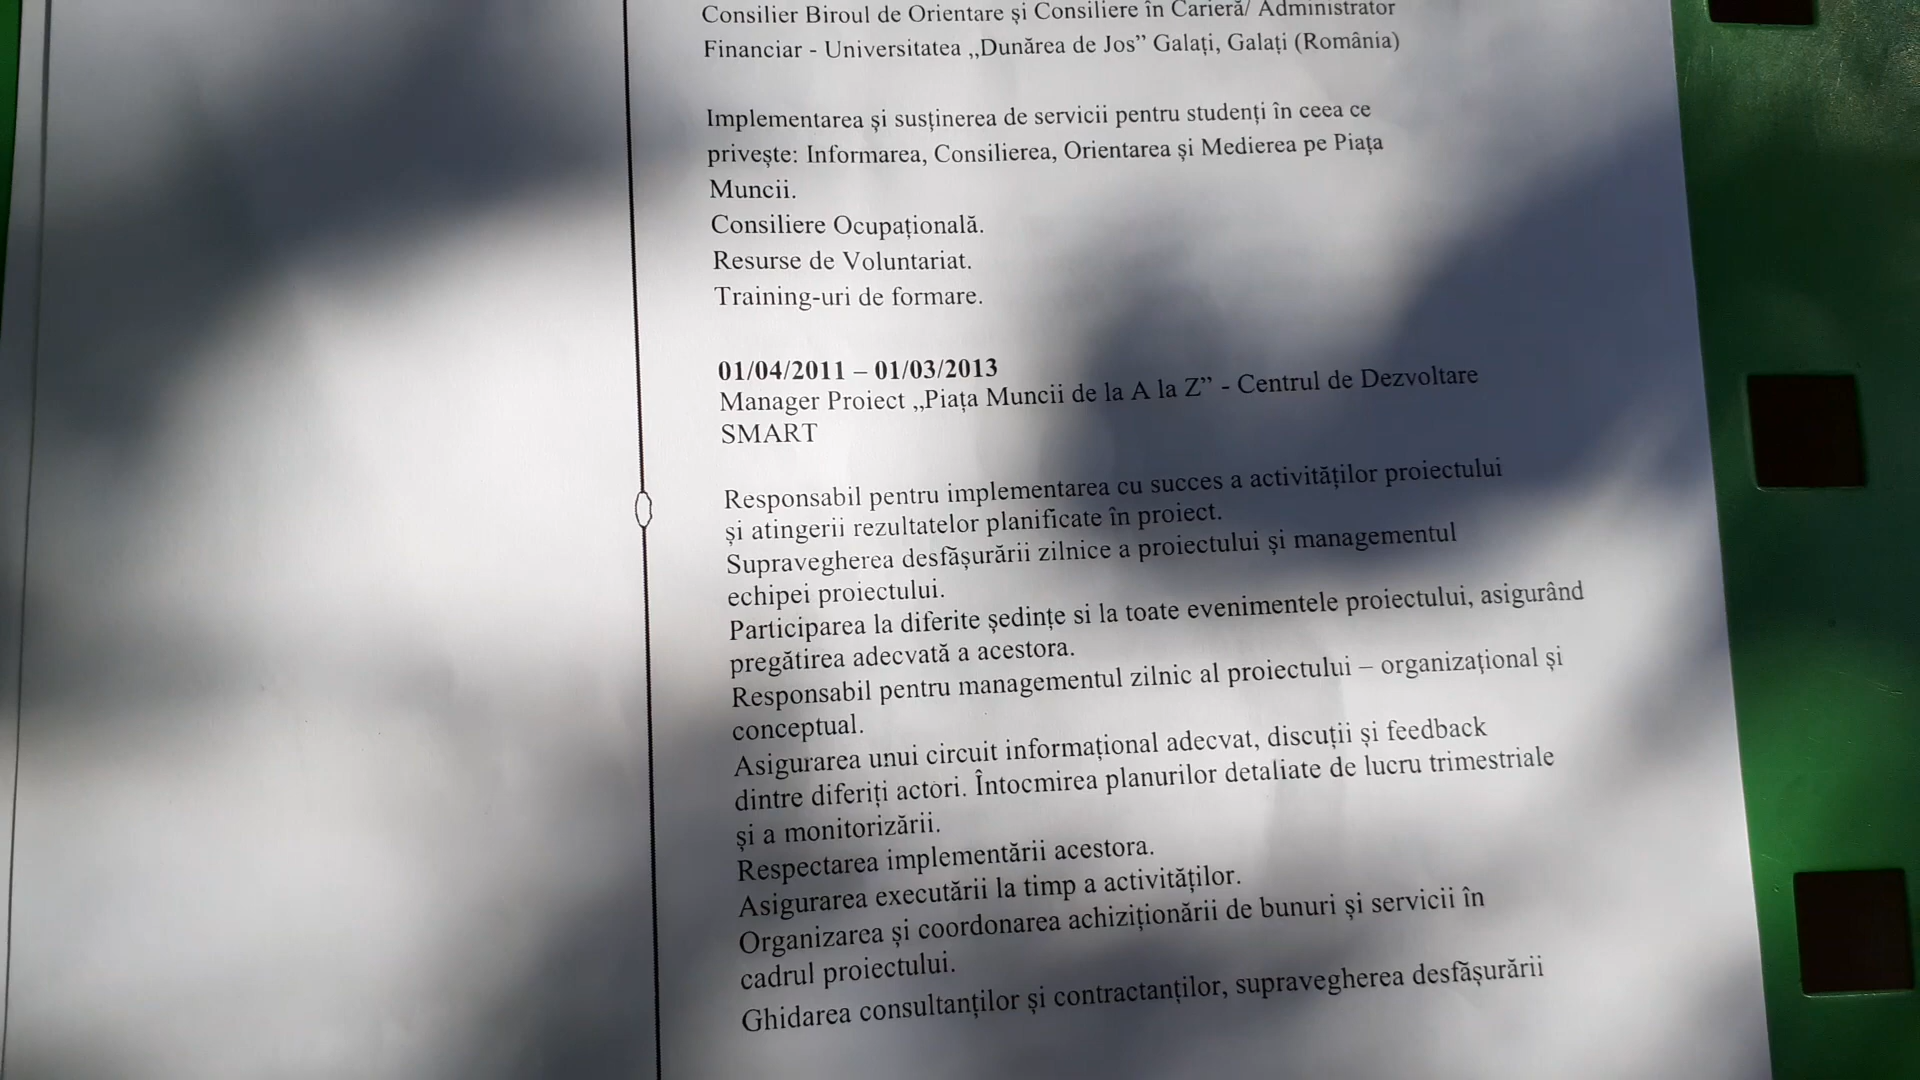 Consilier Biroul de Orientare și Consiliere în Carieră/ Administrator
Financiar - Universitatea „Dunărea de Jos” Galați, Galați (România)
Implementarea și susținerea de servicii pentru studenți în ceea ce
privește: Informarea, Consilierea, Orientarea și Medierea pe Piața
Muncii.
Consiliere Ocupațională.
Resurse de Voluntariat.
Training-uri de formare.
01/04/2011 – 01/03/2013
Manager Proiect „Piața Muncii de la A la Z” - Centrul de Dezvoltare
SMART
Responsabil pentru implementarea cu succes a activităților proiectului
și atingerii rezultatelor planificate în proiect.
Supravegherea desfășurării zilnice a proiectului și managementul
echipei proiectului.
Participarea la diferite ședințe si la toate evenimentele proiectului, asigurând
pregătirea adecvată a acestora.
Responsabil pentru managementul zilnic al proiectului – organizațional și
conceptual.
Asigurarea unui circuit informațional adecvat, discuții și feedback
dintre diferiți actori. Întocmirea planurilor detaliate de lucru trimestriale
și a monitorizării.
Respectarea implementării acestora.
Asigurarea executării la timp a activităților.
Organizarea și coordonarea achiziționării de bunuri și servicii în
cadrul proiectului.
Ghidarea consultanților și contractanților, supravegherea desfășurării